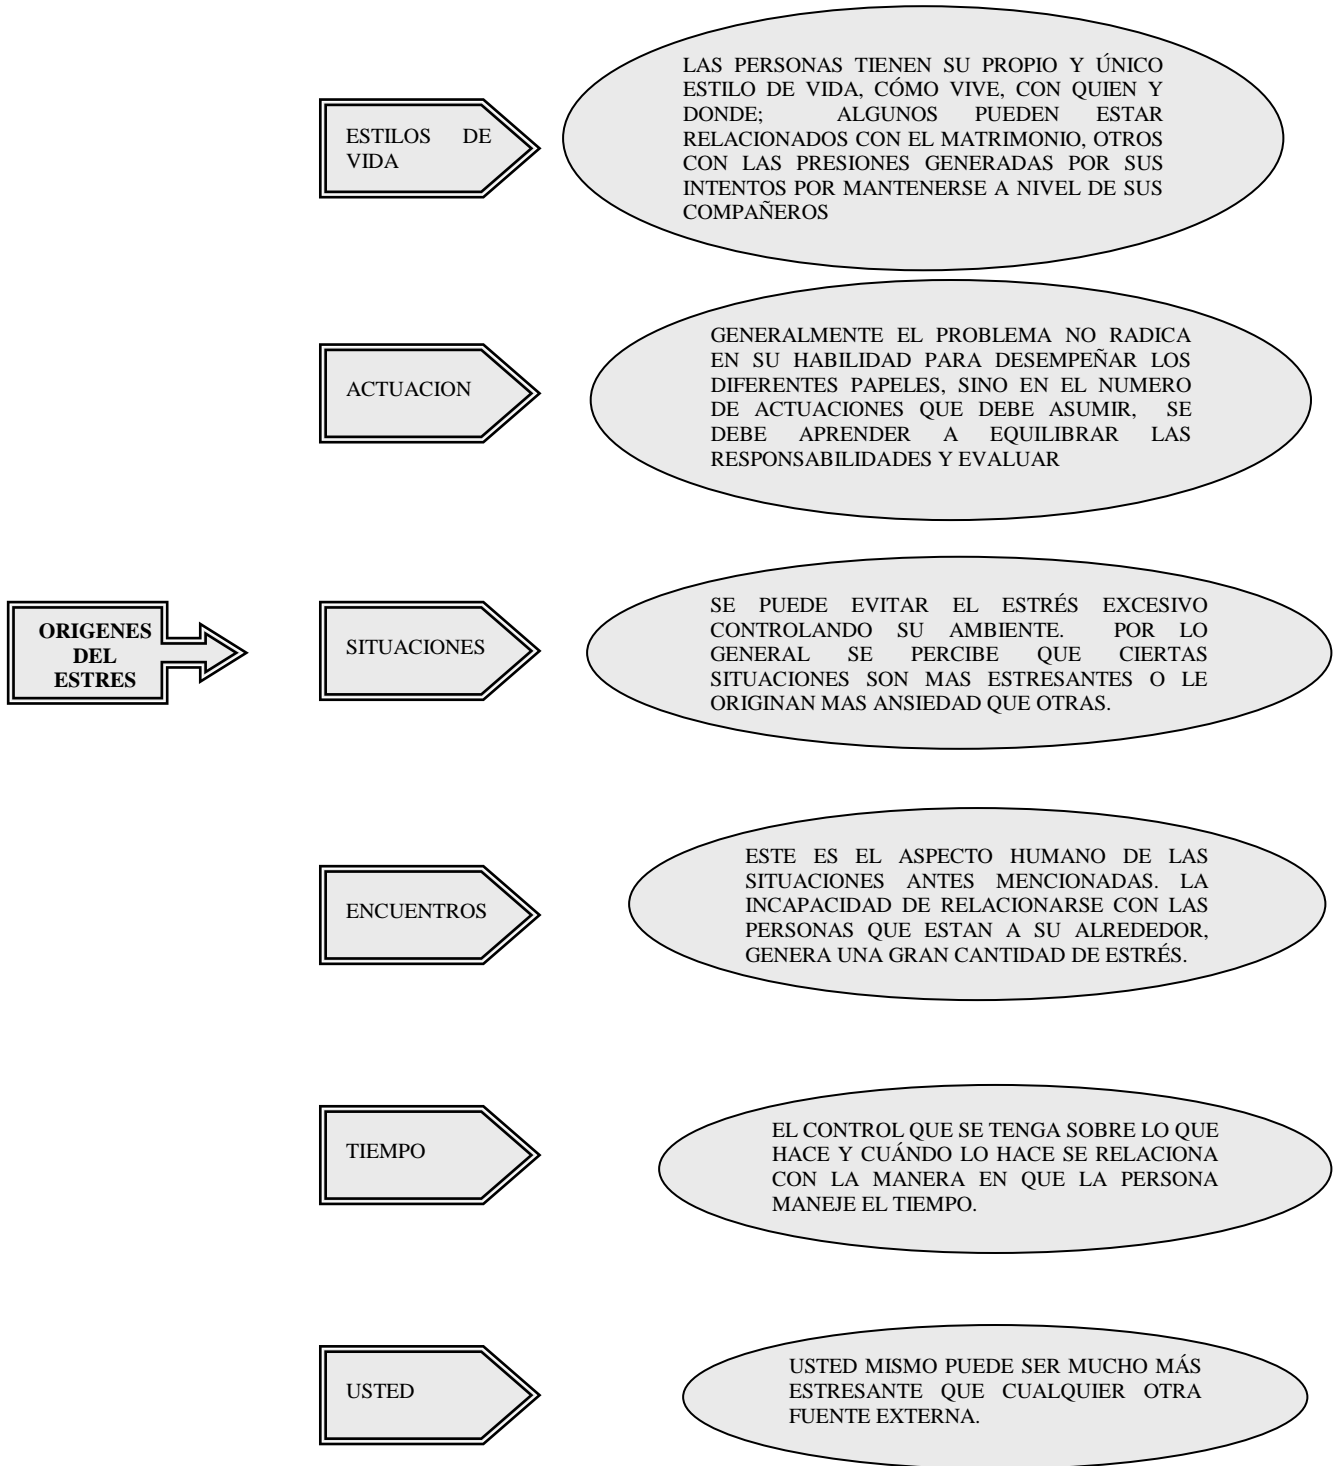 LAS PERSONAS TIENEN SU PROPIO Y ÚNICO
ESTILO DE VIDA, CÓMO VIVE, CON QUIEN Y
DONDE; ALGUNOS PUEDEN ESTAR
RELACIONADOS CON EL MATRIMONIO, OTROS
CON LAS PRESIONES GENERADAS POR SUS
INTENTOS POR MANTENERSE A NIVEL DE SUS
COMPAÑEROS
ESTILOS DE
VIDA
GENERALMENTE EL PROBLEMA NO RADICA
EN SU HABILIDAD PARA DESEMPEÑAR LOS
DIFERENTES PAPELES, SINO EN EL NUMERO
DE ACTUACIONES QUE DEBE ASUMIR, SE
DEBE APRENDER A EQUILIBRAR LAS
RESPONSABILIDADES Y EVALUAR
ACTUACION
ORIGENES
DEL
ESTRES
SITUACIONES
SE PUEDE EVITAR EL ESTRÉS EXCESIVO
CONTROLANDO SU AMBIENTE. POR LO
GENERAL SE PERCIBE QUE CIERTAS
SITUACIONES SON MAS ESTRESANTES O LE
ORIGINAN MAS ANSIEDAD QUE OTRAS.
ENCUENTROS
ESTE ES EL ASPECTO HUMANO DE LAS
SITUACIONES ANTES MENCIONADAS. LA
INCAPACIDAD DE RELACIONARSE CON LAS
PERSONAS QUE ESTAN A SU ALREDEDOR,
GENERA UNA GRAN CANTIDAD DE ESTRÉS.
TIEMPO
EL CONTROL QUE SE TENGA SOBRE LO QUE
HACE Y CUÁNDO LO HACE SE RELACIONA
CON LA MANERA EN QUE LA PERSONA
MANEJE EL TIEMPO.
USTED
USTED MISMO PUEDE SER MUCHO MÁS
ESTRESANTE QUE CUALQUIER OTRA
FUENTE EXTERNA.